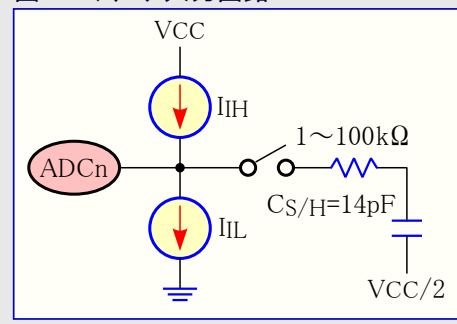 VCC
IIH
1～100kΩ
ADCn
CS/H=14pF
IIL
VCC/2